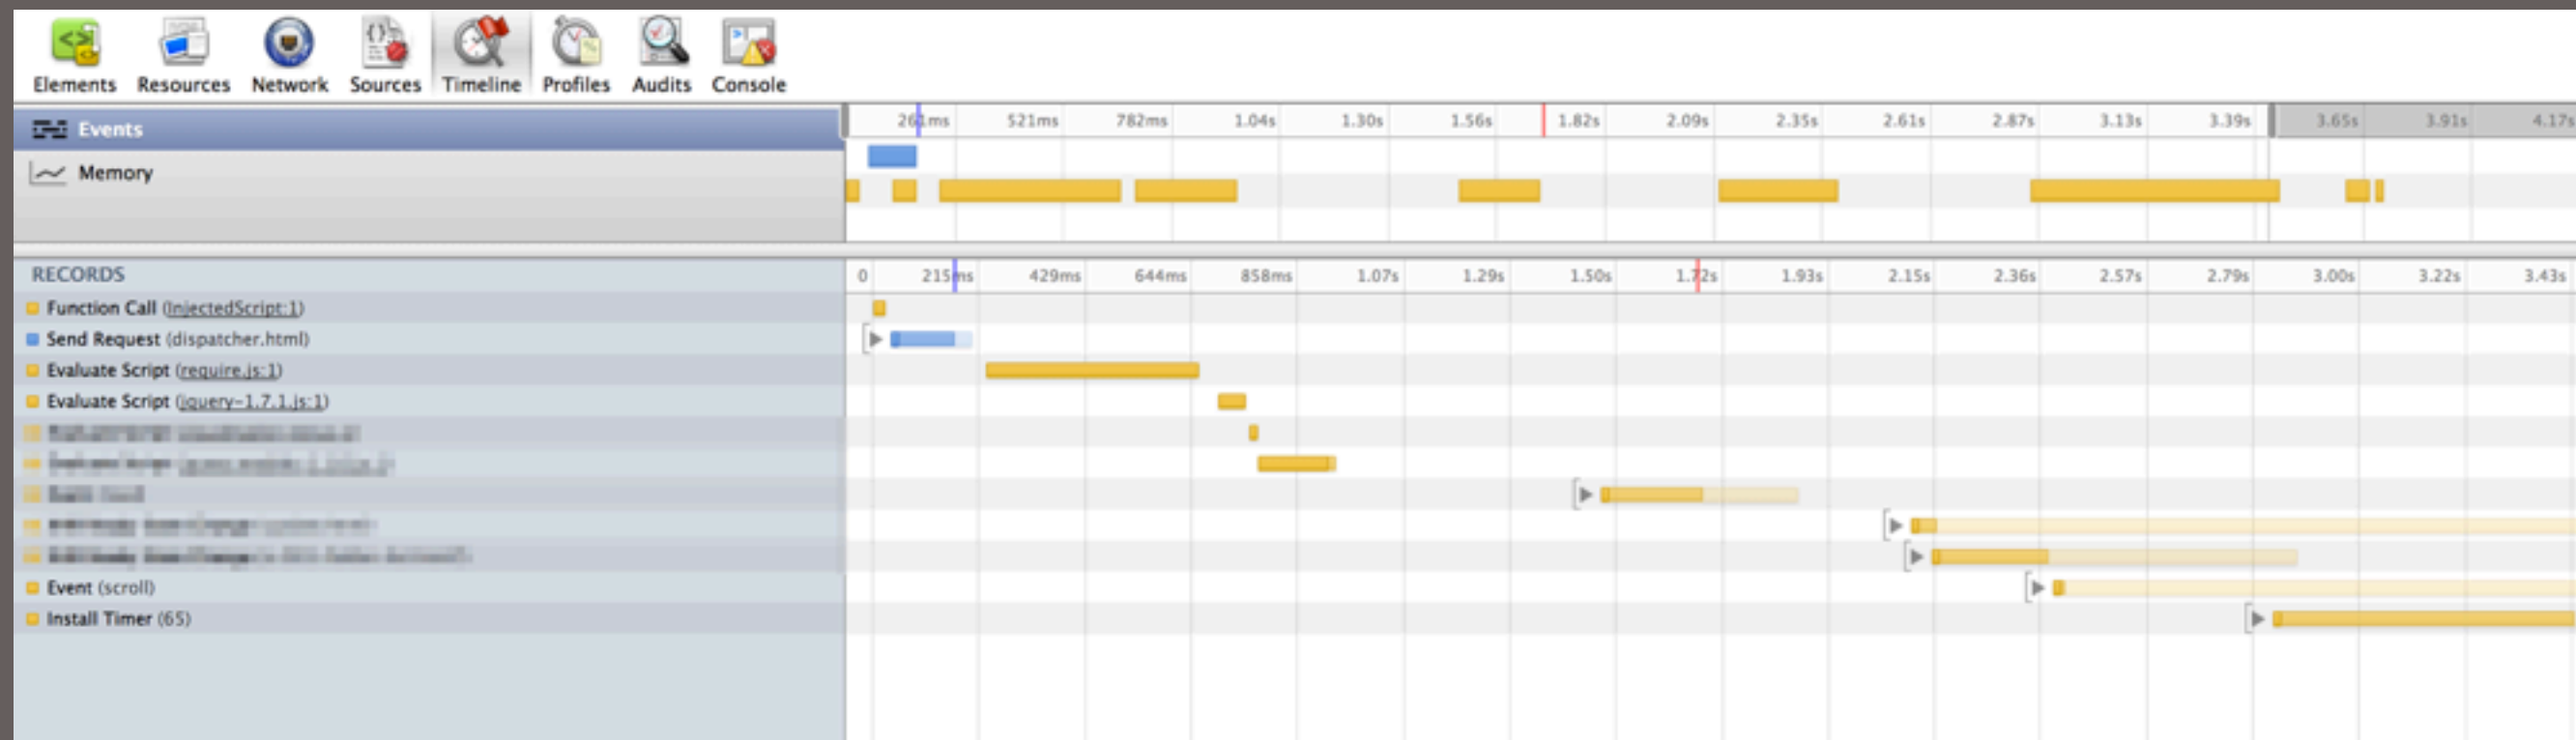 Elements Resources Network Sources Timeline Profiles Audits Console
Events 261ms 521ms 782ms 1.04s 1.30s 1.56s 1.82s 2.09s 2.35s 2.61s 2.87s 3.13s 3.39s 3.65s 3.91s 4.17s
Memory
RECORDS 0 215ms 429ms 644ms 858ms 1.07s 1.29s 1.50s 1.72s 1.93s 2.15s 2.36s 2.57s 2.79s 3.00s 3.22s 3.43s
Function Call (InjectedScript:1)
Send Request (dispatcher.html)
Evaluate Script (require.js:1)
Evaluate Script (jquery-1.7.1.js:1)
Event (scroll)
Install Timer (65)